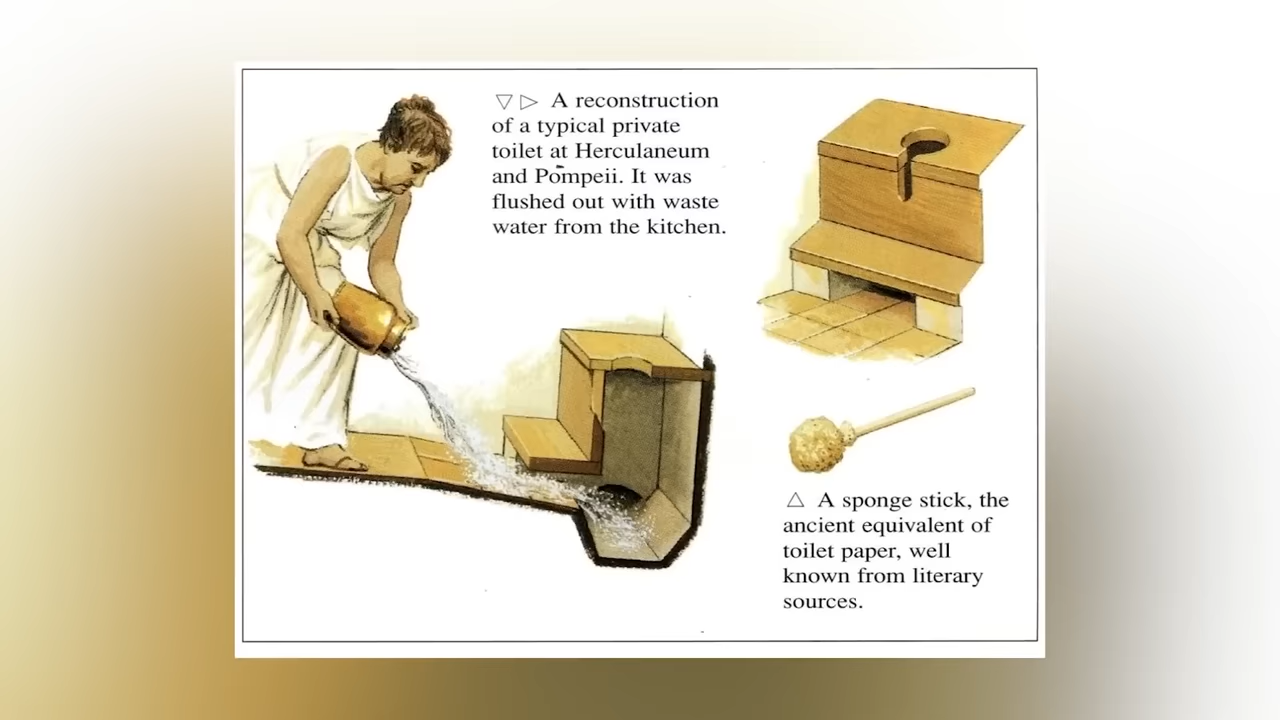 ▽ ▷ A reconstruction
of a typical private
toilet at Herculaneum
and Pompeii. It was
flushed out with waste
water from the kitchen.
△ A sponge stick, the
ancient equivalent of
toilet paper, well
known from literary
sources.